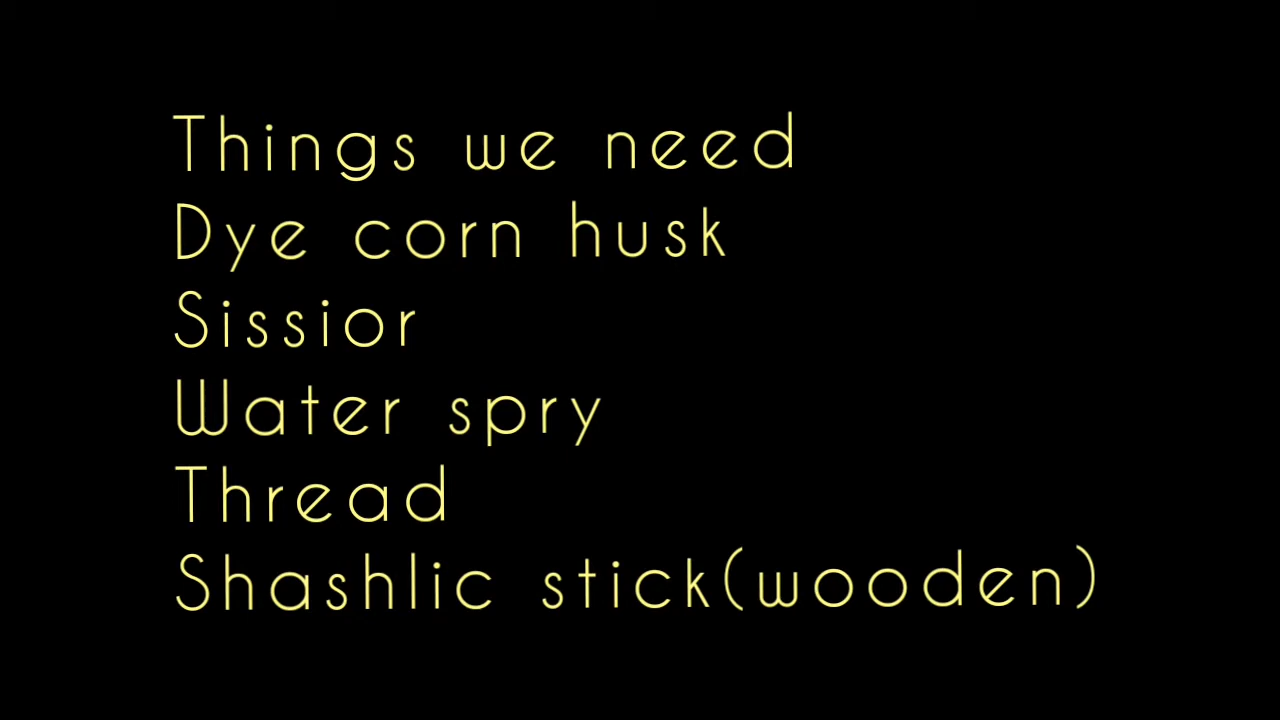 Things we need
Dye corn husk
Sissior
Water spry
Thread
Shashlic stick(wooden)